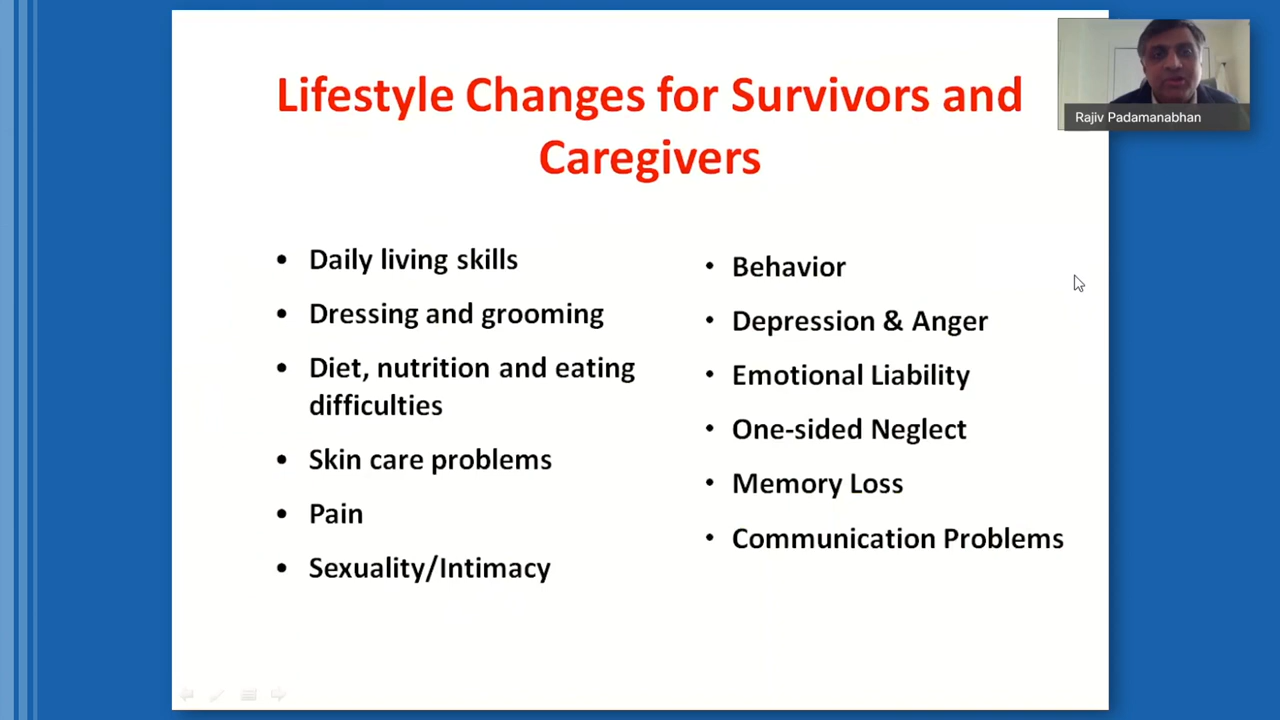 Lifestyle Changes for Survivors and
Caregivers
Rajiv Padamanabhan
• Daily living skills
• Dressing and grooming
• Diet, nutrition and eating
difficulties
• Skin care problems
• Pain
• Sexuality/Intimacy
• Behavior
• Depression & Anger
• Emotional Liability
• One-sided Neglect
• Memory Loss
• Communication Problems